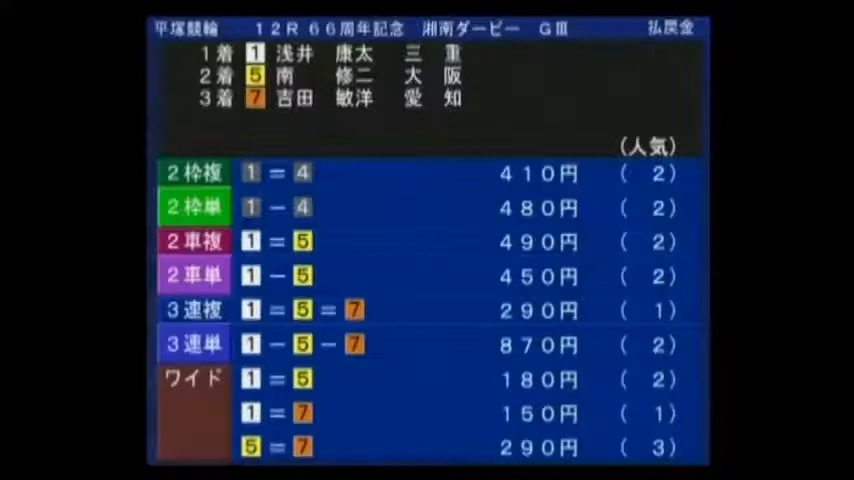 平塚競輪 12R 66周年記念 湘南ダービー GⅢ 払戻金
1着 1 浅井 康太 三 重
2着 5 南 修二 大 阪
3着 7 吉田 敏洋 愛 知
（人気）
2枠複 1 = 4 410円 （ 2）
2枠単 1 − 4 480円 （ 2）
2車複 1 = 5 490円 （ 2）
2車単 1 − 5 450円 （ 2）
3連複 1 = 5 = 7 290円 （ 1）
3連単 1 − 5 − 7 870円 （ 2）
ワイド 1 = 5 180円 （ 2）
1 = 7 150円 （ 1）
5 = 7 290円 （ 3）